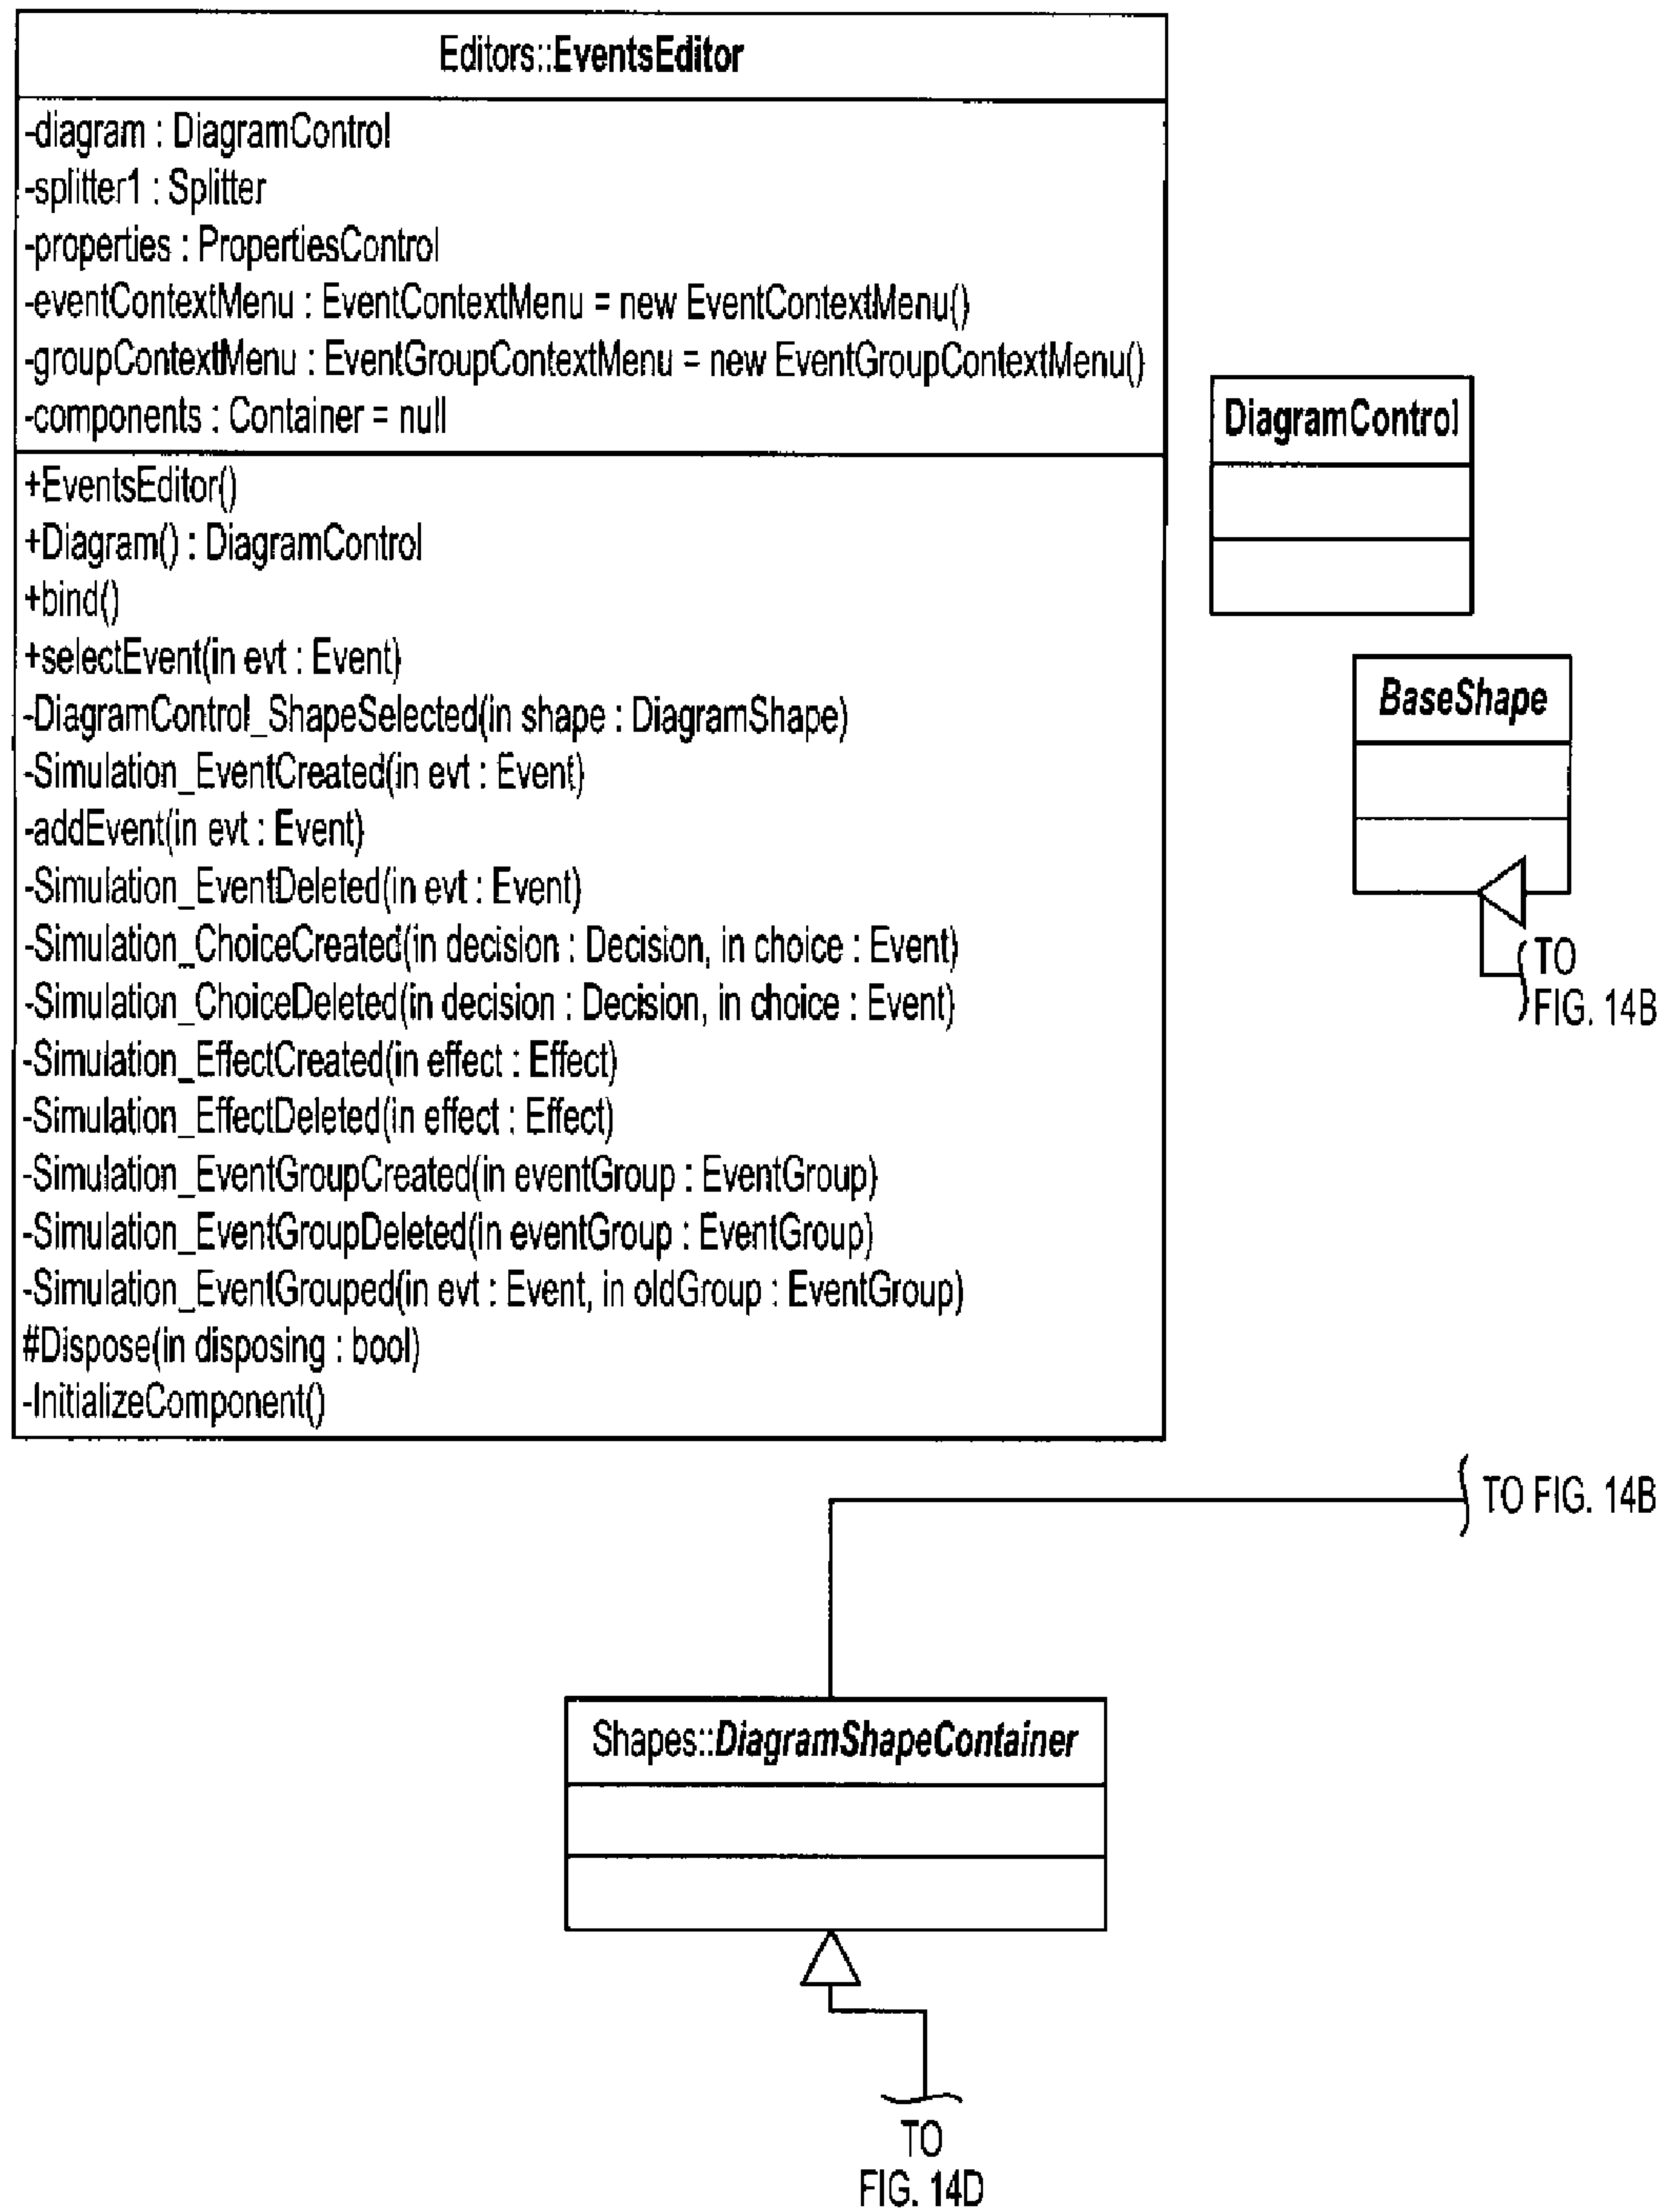 Editors::EventsEditor
-diagram : DiagramControl
-splitter1 : Splitter
-properties : PropertiesControl
-eventContextMenu : EventContextMenu = new EventContextMenu()
-groupContextMenu : EventGroupContextMenu = new EventGroupContextMenu()
-components : Container = null
+EventsEditor()
+Diagram() : DiagramControl
+bind()
+selectEvent(in evt : Event)
-DiagramControl_ShapeSelected(in shape : DiagramShape)
-Simulation_EventCreated(in evt : Event)
-addEvent(in evt : Event)
-Simulation_EventDeleted(in evt : Event)
-Simulation_ChoiceCreated(in decision : Decision, in choice : Event)
-Simulation_ChoiceDeleted(in decision : Decision, in choice : Event)
-Simulation_EffectCreated(in effect : Effect)
-Simulation_EffectDeleted(in effect : Effect)
-Simulation_EventGroupCreated(in eventGroup : EventGroup)
-Simulation_EventGroupDeleted(in eventGroup : EventGroup)
-Simulation_EventGrouped(in evt : Event, in oldGroup : EventGroup)
#Dispose(in disposing : bool)
-InitializeComponent()
DiagramControl
BaseShape
TO
FIG. 14B
TO FIG. 14B
Shapes::DiagramShapeContainer
TO
FIG. 14D